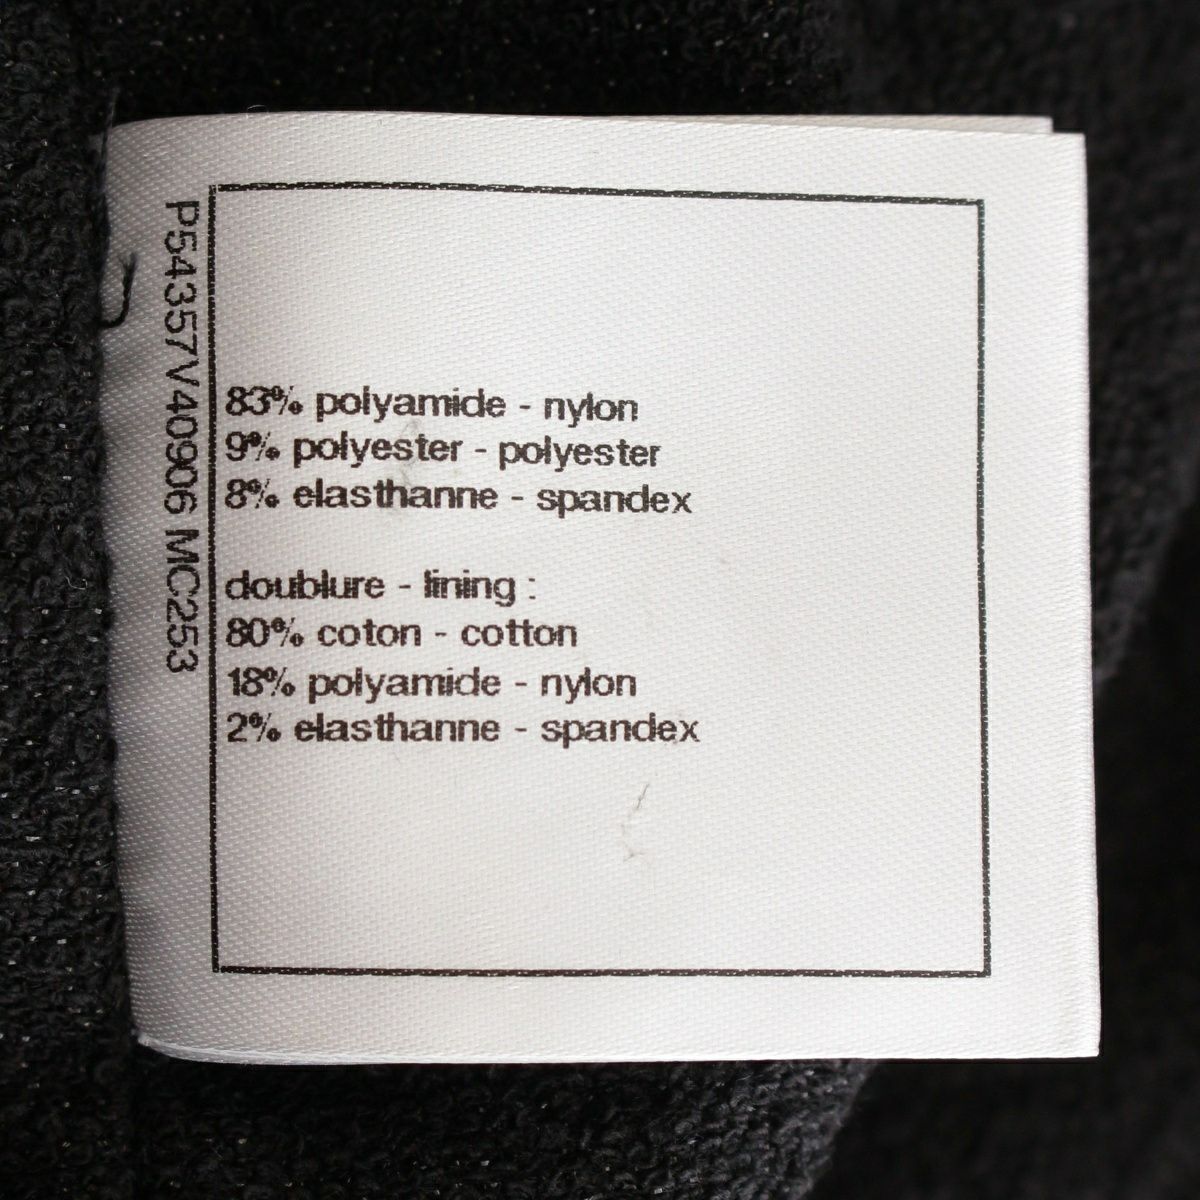 P54357V40906 MC253
83% polyamide - nylon
9% polyester - polyester
8% elasthanne - spandex
doublure - lining :
80% coton - cotton
18% polyamide - nylon
2% elasthanne - spandex